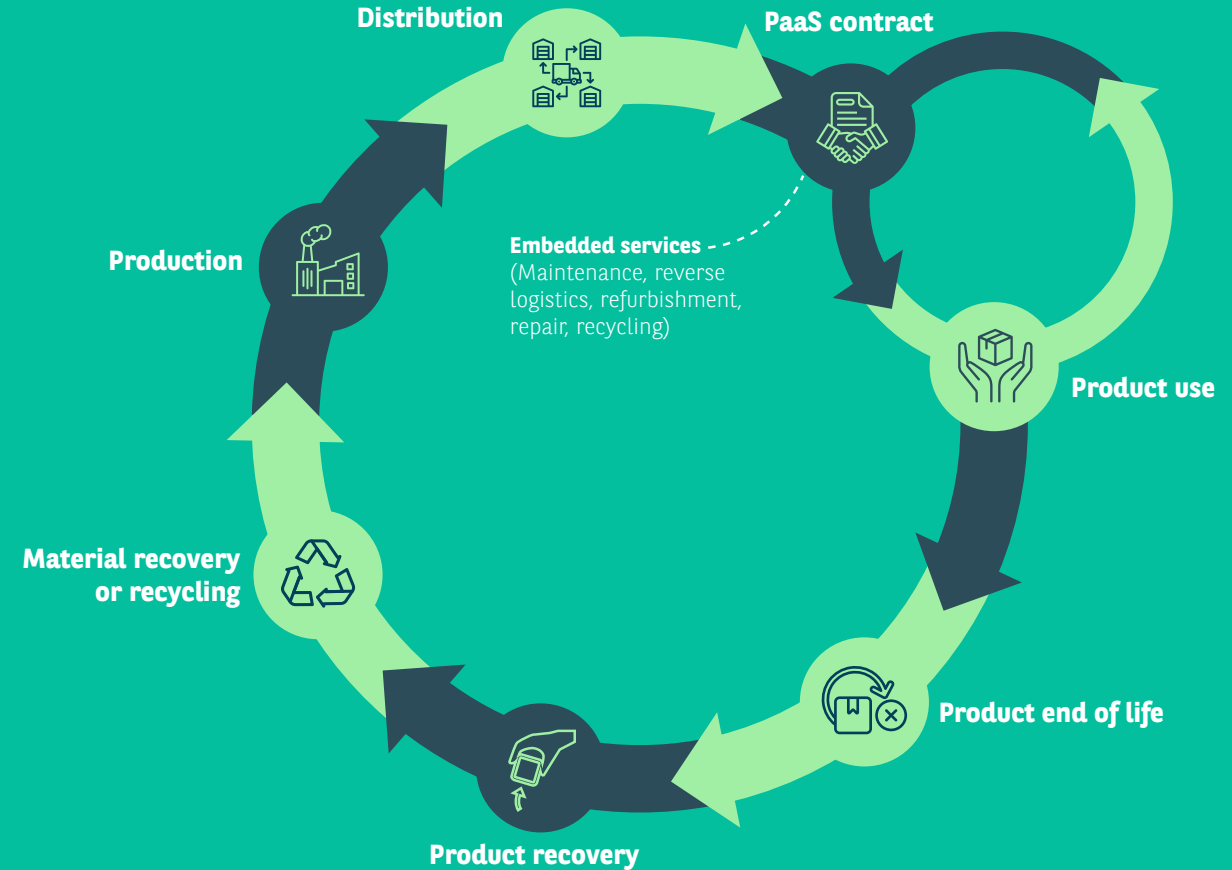 Distribution
PaaS contract
Production
Embedded services
(Maintenance, reverse
logistics, refurbishment,
repair, recycling)
Product use
Material recovery
or recycling
Product end of life
Product recovery